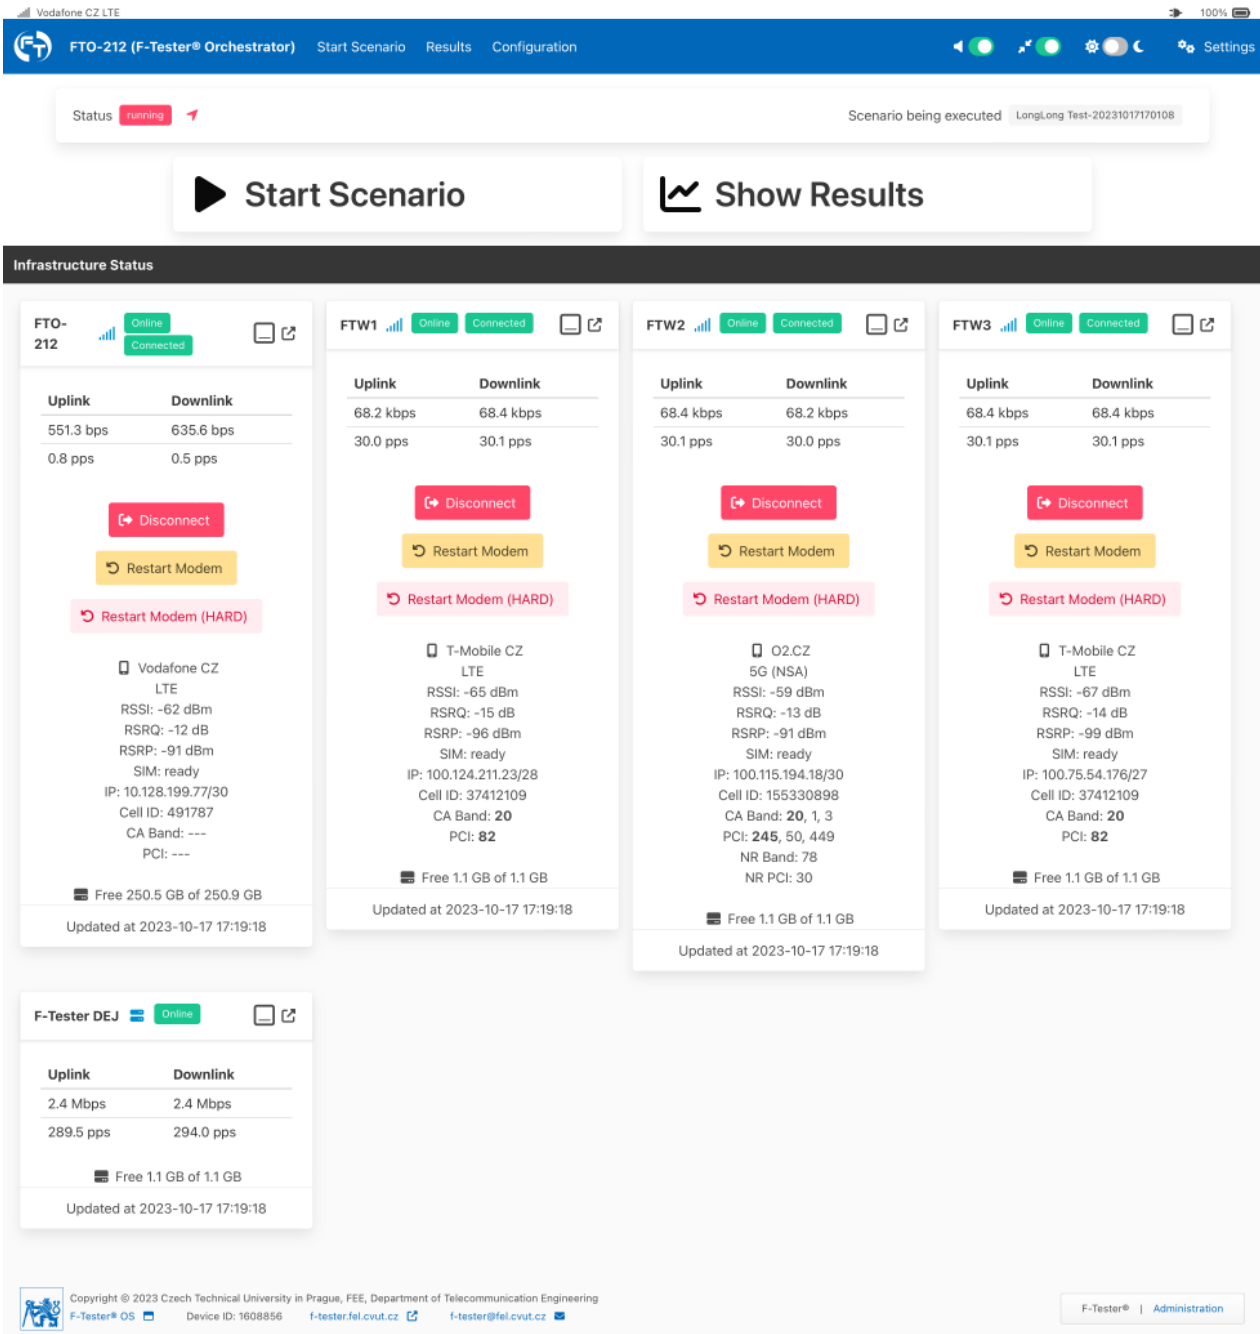 Vodafone CZ LTE 100%
FTO-212 (F-Tester® Orchestrator) Start Scenario Results Configuration Settings
Status running Scenario being executed LongLong Test-20231017170108
Start Scenario Show Results
Infrastructure Status
FTO-212 Online Connected
Uplink Downlink
551.3 bps 635.6 bps
0.8 pps 0.5 pps
Disconnect
Restart Modem
Restart Modem (HARD)
Vodafone CZ
LTE
RSSI: -62 dBm
RSRQ: -12 dB
RSRP: -91 dBm
SIM: ready
IP: 10.128.199.77/30
Cell ID: 491787
CA Band: ---
PCI: ---
Free 250.5 GB of 250.9 GB
Updated at 2023-10-17 17:19:18
FTW1 Online Connected
Uplink Downlink
68.2 kbps 68.4 kbps
30.0 pps 30.1 pps
Disconnect
Restart Modem
Restart Modem (HARD)
T-Mobile CZ
LTE
RSSI: -65 dBm
RSRQ: -15 dB
RSRP: -96 dBm
SIM: ready
IP: 100.124.211.23/28
Cell ID: 37412109
CA Band: 20
PCI: 82
Free 1.1 GB of 1.1 GB
Updated at 2023-10-17 17:19:18
FTW2 Online Connected
Uplink Downlink
68.4 kbps 68.2 kbps
30.1 pps 30.0 pps
Disconnect
Restart Modem
Restart Modem (HARD)
O2.CZ
5G (NSA)
RSSI: -59 dBm
RSRQ: -13 dB
RSRP: -91 dBm
SIM: ready
IP: 100.115.194.18/30
Cell ID: 155330898
CA Band: 20, 1, 3
PCI: 245, 50, 449
NR Band: 78
NR PCI: 30
Free 1.1 GB of 1.1 GB
Updated at 2023-10-17 17:19:18
FTW3 Online Connected
Uplink Downlink
68.4 kbps 68.4 kbps
30.1 pps 30.1 pps
Disconnect
Restart Modem
Restart Modem (HARD)
T-Mobile CZ
LTE
RSSI: -67 dBm
RSRQ: -14 dB
RSRP: -99 dBm
SIM: ready
IP: 100.75.54.176/27
Cell ID: 37412109
CA Band: 20
PCI: 82
Free 1.1 GB of 1.1 GB
Updated at 2023-10-17 17:19:18
F-Tester DEJ Online
Uplink Downlink
2.4 Mbps 2.4 Mbps
289.5 pps 294.0 pps
Free 1.1 GB of 1.1 GB
Updated at 2023-10-17 17:19:18
Copyright © 2023 Czech Technical University in Prague, FEE, Department of Telecommunication Engineering
F-Tester® OS Device ID: 1608856 f-tester.fel.cvut.cz f-tester@fel.cvut.cz
F-Tester® | Administration